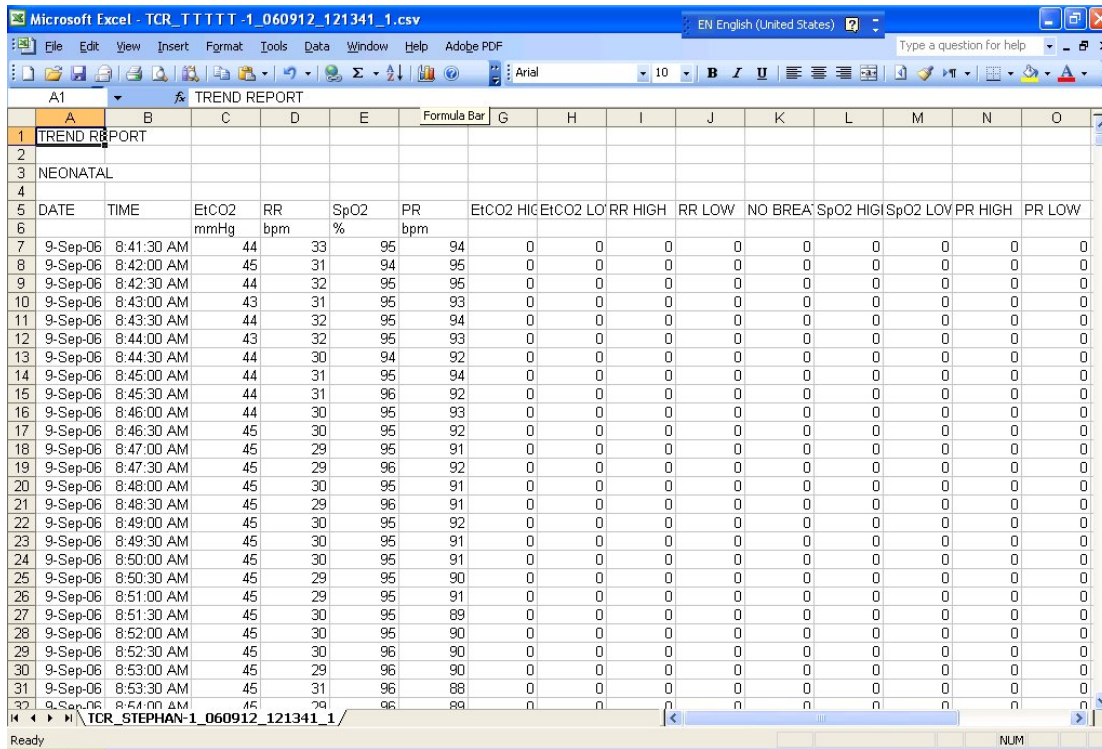 Microsoft Excel - TCR_T T T T T -1_060912_121341_1.csv
EN English (United States)
File Edit View Insert Format Tools Data Window Help Adobe PDF
Type a question for help
Arial 10 B I U
A1 fx TREND REPORT
Formula Bar
A B C D E G H I J K L M N O
1 TREND REPORT
2
3 NEONATAL
4
5 DATE TIME EtCO2 RR SpO2 PR EtCO2 HIG EtCO2 LO RR HIGH RR LOW NO BREA SpO2 HIGI SpO2 LOV PR HIGH PR LOW
6 mmHg bpm % bpm
7 9-Sep-06 8:41:30 AM 44 33 95 94 0 0 0 0 0 0 0 0 0
8 9-Sep-06 8:42:00 AM 45 31 94 95 0 0 0 0 0 0 0 0 0
9 9-Sep-06 8:42:30 AM 44 32 95 95 0 0 0 0 0 0 0 0 0
10 9-Sep-06 8:43:00 AM 43 31 95 93 0 0 0 0 0 0 0 0 0
11 9-Sep-06 8:43:30 AM 44 32 95 94 0 0 0 0 0 0 0 0 0
12 9-Sep-06 8:44:00 AM 43 32 95 93 0 0 0 0 0 0 0 0 0
13 9-Sep-06 8:44:30 AM 44 30 94 92 0 0 0 0 0 0 0 0 0
14 9-Sep-06 8:45:00 AM 44 31 95 94 0 0 0 0 0 0 0 0 0
15 9-Sep-06 8:45:30 AM 44 31 96 92 0 0 0 0 0 0 0 0 0
16 9-Sep-06 8:46:00 AM 44 30 95 93 0 0 0 0 0 0 0 0 0
17 9-Sep-06 8:46:30 AM 45 30 95 92 0 0 0 0 0 0 0 0 0
18 9-Sep-06 8:47:00 AM 45 29 95 91 0 0 0 0 0 0 0 0 0
19 9-Sep-06 8:47:30 AM 45 29 96 92 0 0 0 0 0 0 0 0 0
20 9-Sep-06 8:48:00 AM 45 30 95 91 0 0 0 0 0 0 0 0 0
21 9-Sep-06 8:48:30 AM 45 29 96 91 0 0 0 0 0 0 0 0 0
22 9-Sep-06 8:49:00 AM 45 30 95 92 0 0 0 0 0 0 0 0 0
23 9-Sep-06 8:49:30 AM 45 30 95 91 0 0 0 0 0 0 0 0 0
24 9-Sep-06 8:50:00 AM 45 30 95 91 0 0 0 0 0 0 0 0 0
25 9-Sep-06 8:50:30 AM 45 29 95 90 0 0 0 0 0 0 0 0 0
26 9-Sep-06 8:51:00 AM 45 29 95 91 0 0 0 0 0 0 0 0 0
27 9-Sep-06 8:51:30 AM 45 30 95 89 0 0 0 0 0 0 0 0 0
28 9-Sep-06 8:52:00 AM 45 30 95 90 0 0 0 0 0 0 0 0 0
29 9-Sep-06 8:52:30 AM 45 30 96 90 0 0 0 0 0 0 0 0 0
30 9-Sep-06 8:53:00 AM 45 29 96 90 0 0 0 0 0 0 0 0 0
31 9-Sep-06 8:53:30 AM 45 31 96 88 0 0 0 0 0 0 0 0 0
32 9-Sep-06 8:54:00 AM 45 29 96 89 0 0 0 0 0 0 0 0 0
TCR_STEPHAN-1_060912_121341_1
Ready NUM